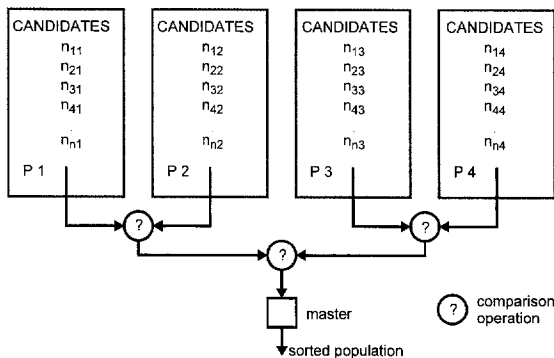 CANDIDATES CANDIDATES CANDIDATES CANDIDATES
n11 n12 n13 n14
n21 n22 n23 n24
n31 n32 n33 n34
n41 n42 n43 n44
. . . .
nn1 nn2 nn3 nn4
P 1 P 2 P 3 P 4
? ?
?
master ? comparison
operation
sorted population